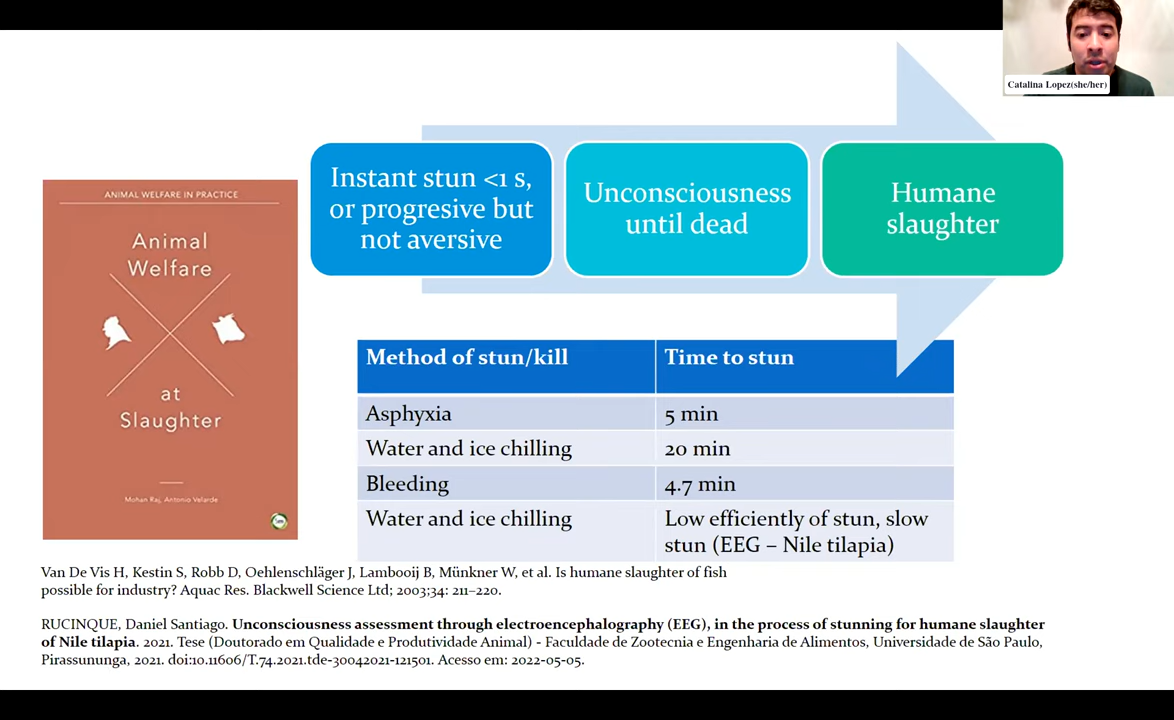 Catalina Lopez(she/her)
Instant stun <1 s,
or progresive but
not aversive
Unconsciousness
until dead
Humane
slaughter
ANIMAL WELFARE IN PRACTICE
Animal
Welfare
at
Slaughter
Mohan Raj, Antonio Velarde
Method of stun/kill
Time to stun
Asphyxia
5 min
Water and ice chilling
20 min
Bleeding
4.7 min
Water and ice chilling
Low efficiently of stun, slow
stun (EEG – Nile tilapia)
Van De Vis H, Kestin S, Robb D, Oehlenschläger J, Lambooij B, Münkner W, et al. Is humane slaughter of fish
possible for industry? Aquac Res. Blackwell Science Ltd; 2003;34: 211–220.
RUCINQUE, Daniel Santiago. Unconsciousness assessment through electroencephalography (EEG), in the process of stunning for humane slaughter
of Nile tilapia. 2021. Tese (Doutorado em Qualidade e Produtividade Animal) - Faculdade de Zootecnia e Engenharia de Alimentos, Universidade de São Paulo,
Pirassununga, 2021. doi:10.11606/T.74.2021.tde-30042021-121501. Acesso em: 2022-05-05.